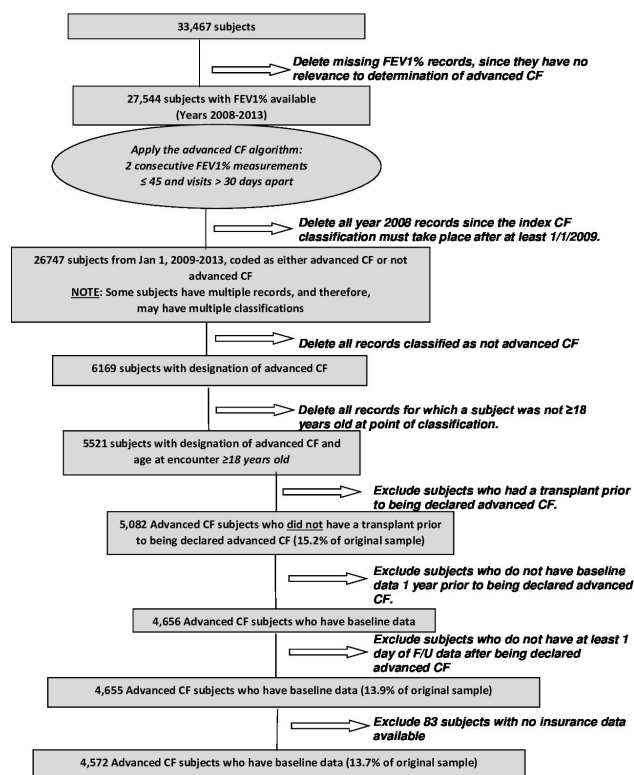 33,467 subjects
Delete missing FEV1% records, since they have no
relevance to determination of advanced CF
27,544 subjects with FEV1% available
(Years 2008-2013)
Apply the advanced CF algorithm:
2 consecutive FEV1% measurements
≤ 45 and visits > 30 days apart
Delete all year 2008 records since the index CF
classification must take place after at least 1/1/2009.
26747 subjects from Jan 1, 2009-2013, coded as either advanced CF or not
advanced CF
NOTE: Some subjects have multiple records, and therefore,
may have multiple classifications
Delete all records classified as not advanced CF
6169 subjects with designation of advanced CF
Delete all records for which a subject was not ≥18
years old at point of classification.
5521 subjects with designation of advanced CF and
age at encounter ≥18 years old
Exclude subjects who had a transplant prior
to being declared advanced CF.
5,082 Advanced CF subjects who did not have a transplant prior
to being declared advanced CF (15.2% of original sample)
Exclude subjects who do not have baseline
data 1 year prior to being declared advanced
CF.
4,656 Advanced CF subjects who have baseline data
Exclude subjects who do not have at least 1
day of F/U data after being declared
advanced CF
4,655 Advanced CF subjects who have baseline data (13.9% of original sample)
Exclude 83 subjects with no insurance data
available
4,572 Advanced CF subjects who have baseline data (13.7% of original sample)